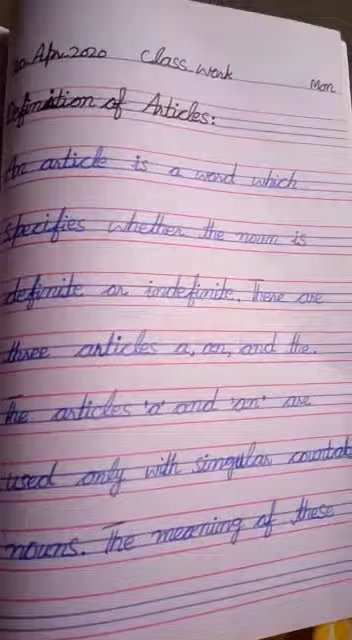 20 Apr 2020 Class work Mon
Definition of Articles:
An article is a word which
specifies whether the noun is
definite or indefinite. There are
three articles a, an, and the.
The articles 'a' and 'an' are
used only with singular countab
nouns. The meaning of these